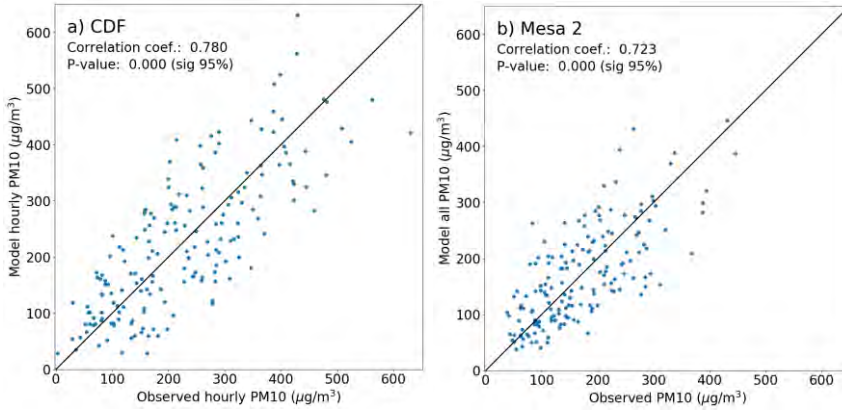 a) CDF
Correlation coef.: 0.780
P-value: 0.000 (sig 95%)
Model hourly PM10 (μg/m³)
600
500
400
300
200
100
0
0 100 200 300 400 500 600
Observed hourly PM10 (μg/m³)
b) Mesa 2
Correlation coef.: 0.723
P-value: 0.000 (sig 95%)
Model all PM10 (μg/m³)
600
500
400
300
200
100
0
0 100 200 300 400 500 600
Observed PM10 (μg/m³)